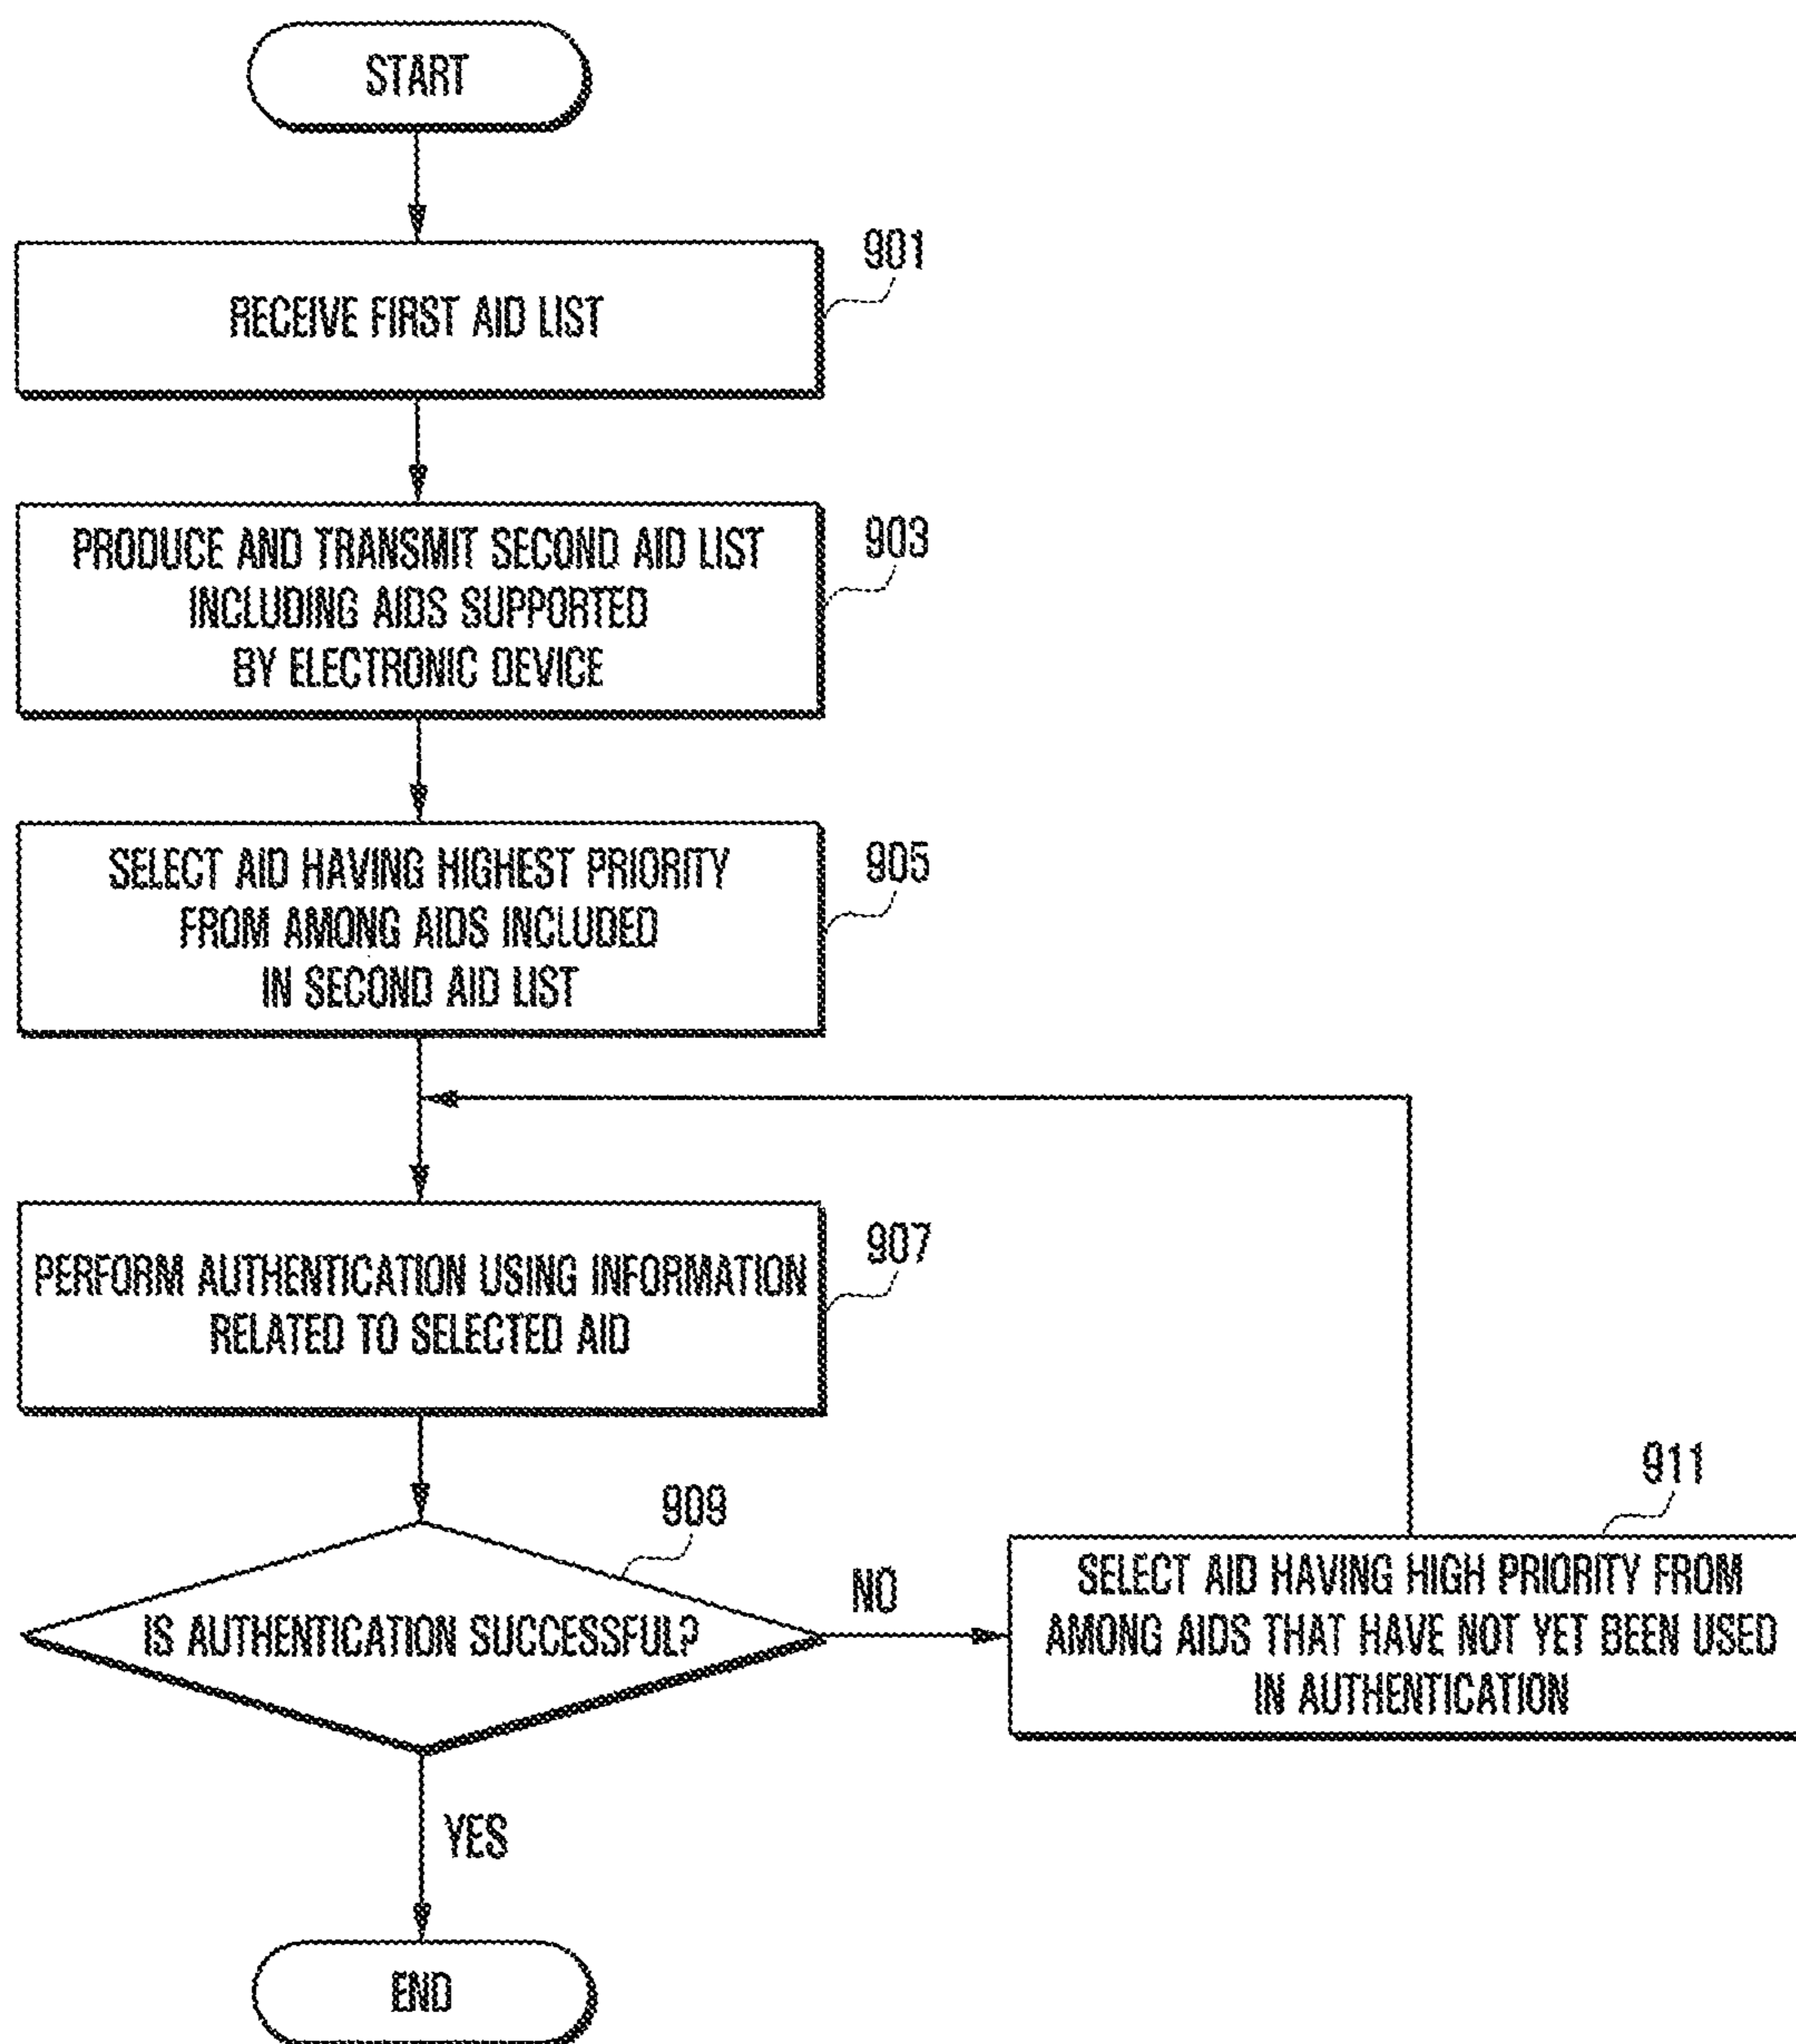 START
901
RECEIVE FIRST AID LIST
903
PRODUCE AND TRANSMIT SECOND AID LIST
INCLUDING AIDS SUPPORTED
BY ELECTRONIC DEVICE
905
SELECT AID HAVING HIGHEST PRIORITY
FROM AMONG AIDS INCLUDED
IN SECOND AID LIST
907
PERFORM AUTHENTICATION USING INFORMATION
RELATED TO SELECTED AID
909
IS AUTHENTICATION SUCCESSFUL?
NO
911
SELECT AID HAVING HIGH PRIORITY FROM
AMONG AIDS THAT HAVE NOT YET BEEN USED
IN AUTHENTICATION
YES
END